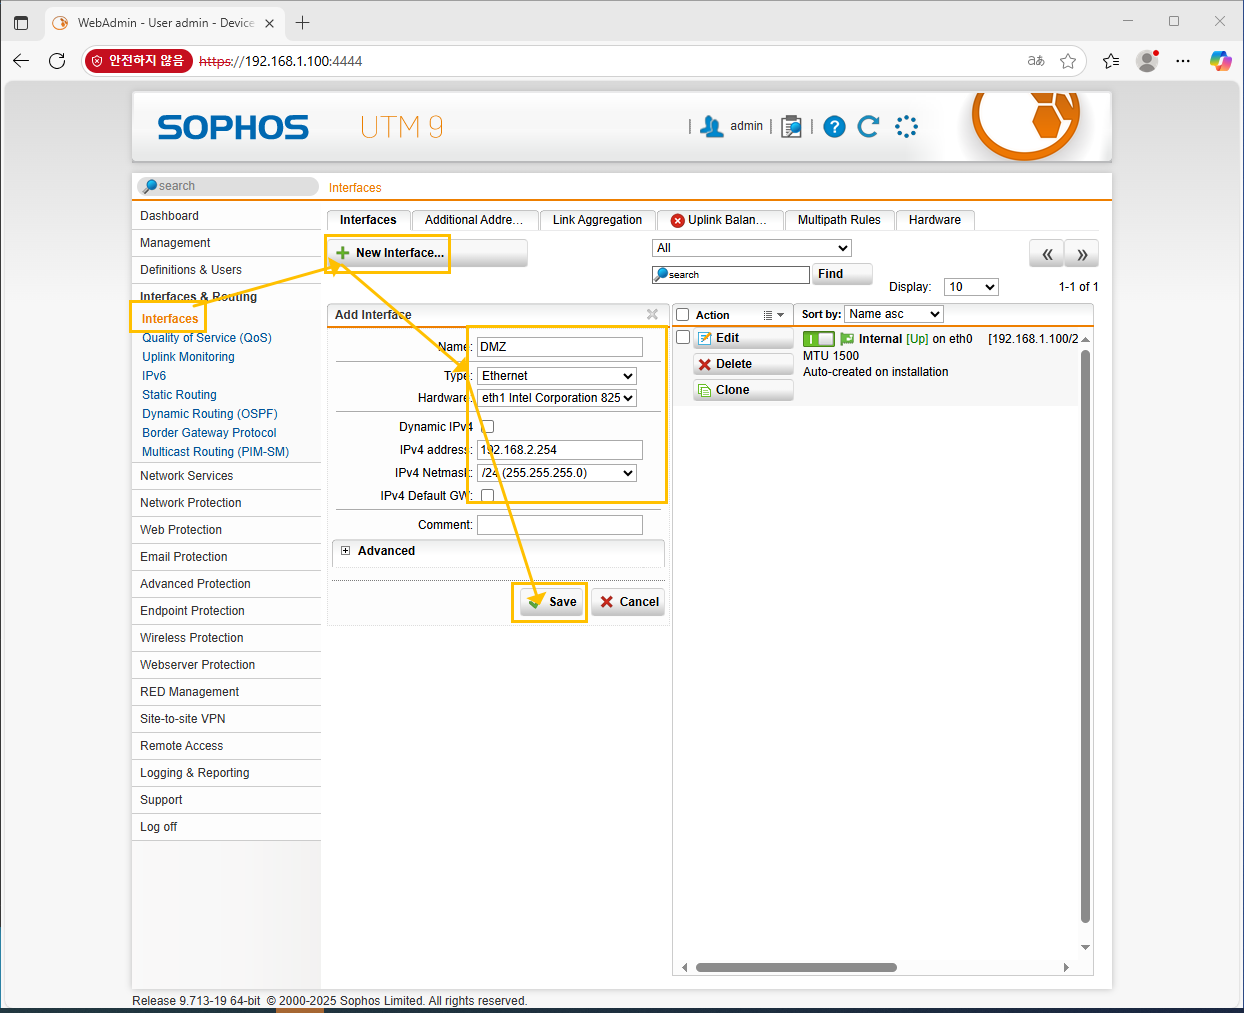 WebAdmin - User admin - Device
안전하지 않음 https://192.168.1.100:4444
SOPHOS UTM 9
admin
search
Interfaces
Dashboard
Management
Definitions & Users
Interfaces & Routing
Interfaces
Quality of Service (QoS)
Uplink Monitoring
IPv6
Static Routing
Dynamic Routing (OSPF)
Border Gateway Protocol
Multicast Routing (PIM-SM)
Network Services
Network Protection
Web Protection
Email Protection
Advanced Protection
Endpoint Protection
Wireless Protection
Webserver Protection
RED Management
Site-to-site VPN
Remote Access
Logging & Reporting
Support
Log off
Interfaces Additional Addre... Link Aggregation Uplink Balan... Multipath Rules Hardware
New Interface...
All
search Find
Display: 10 1-1 of 1
Add Interface
Name: DMZ
Type: Ethernet
Hardware: eth1 Intel Corporation 825
Dynamic IPv4
IPv4 address: 192.168.2.254
IPv4 Netmask: /24 (255.255.255.0)
IPv4 Default GW:
Comment:
Advanced
Save Cancel
Action Sort by: Name asc
Edit
Delete
Clone
Internal [Up] on eth0 [192.168.1.100/2
MTU 1500
Auto-created on installation
Release 9.713-19 64-bit © 2000-2025 Sophos Limited. All rights reserved.